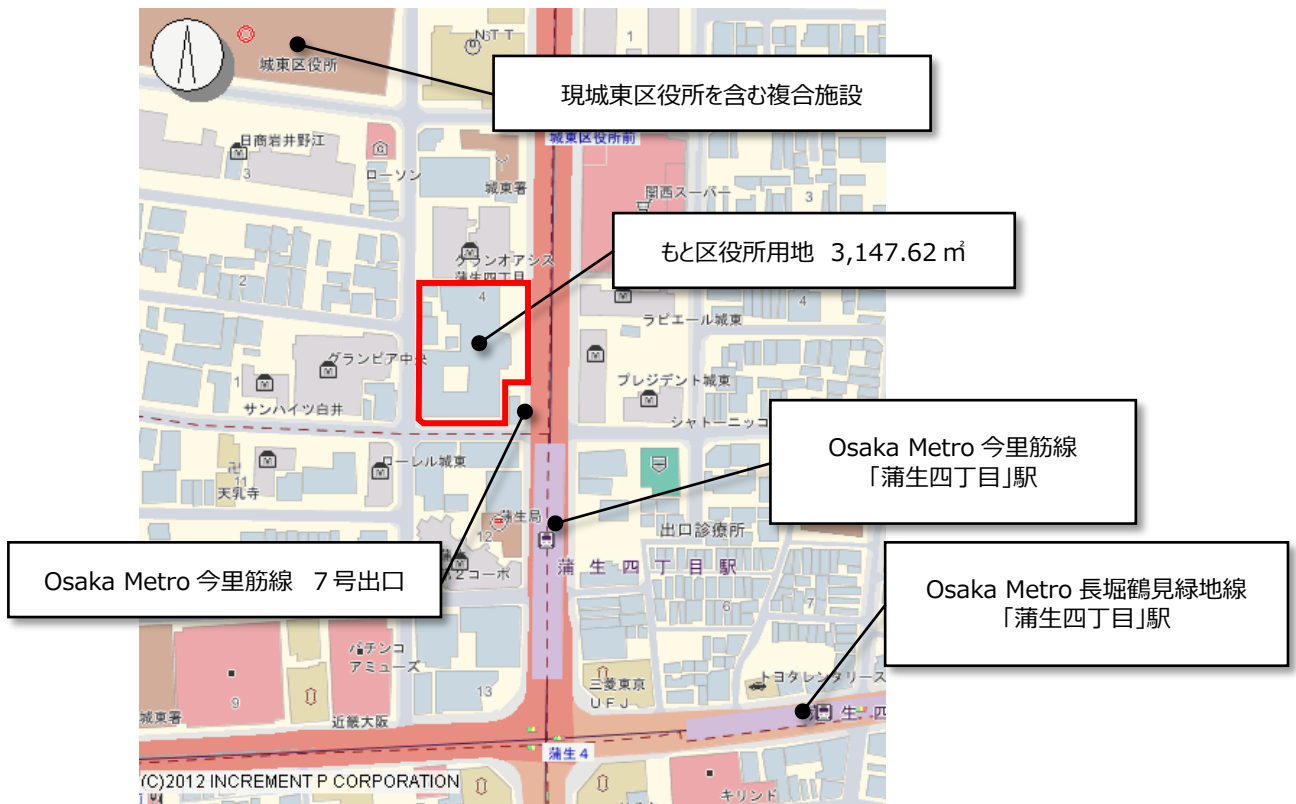 NTT
1
城東区役所
現城東区役所を含む複合施設
城東区役所前
日商岩井野江
3
ローソン
城東署
関西スーパー
3
もと区役所用地 3,147.62 ㎡
グランオアシス
蒲生四丁目
4
2
4
ラピエール城東
グランピア中央
1
プレジデント城東
サンハイツ白井
シャトーニッコ
Osaka Metro 今里筋線
「蒲生四丁目」駅
ローレル城東
11
天乳寺
蒲生局
12
出口診療所
Osaka Metro 今里筋線 7号出口
第2コーポ
蒲生四丁目駅
Osaka Metro 長堀鶴見緑地線
「蒲生四丁目」駅
6
7
パチンコ
アミューズ
9
13
三菱東京
UFJ
トヨタレンタリース
城東署
近畿大阪
蒲生四
蒲生4
(C)2012 INCREMENT P CORPORATION
キリンド